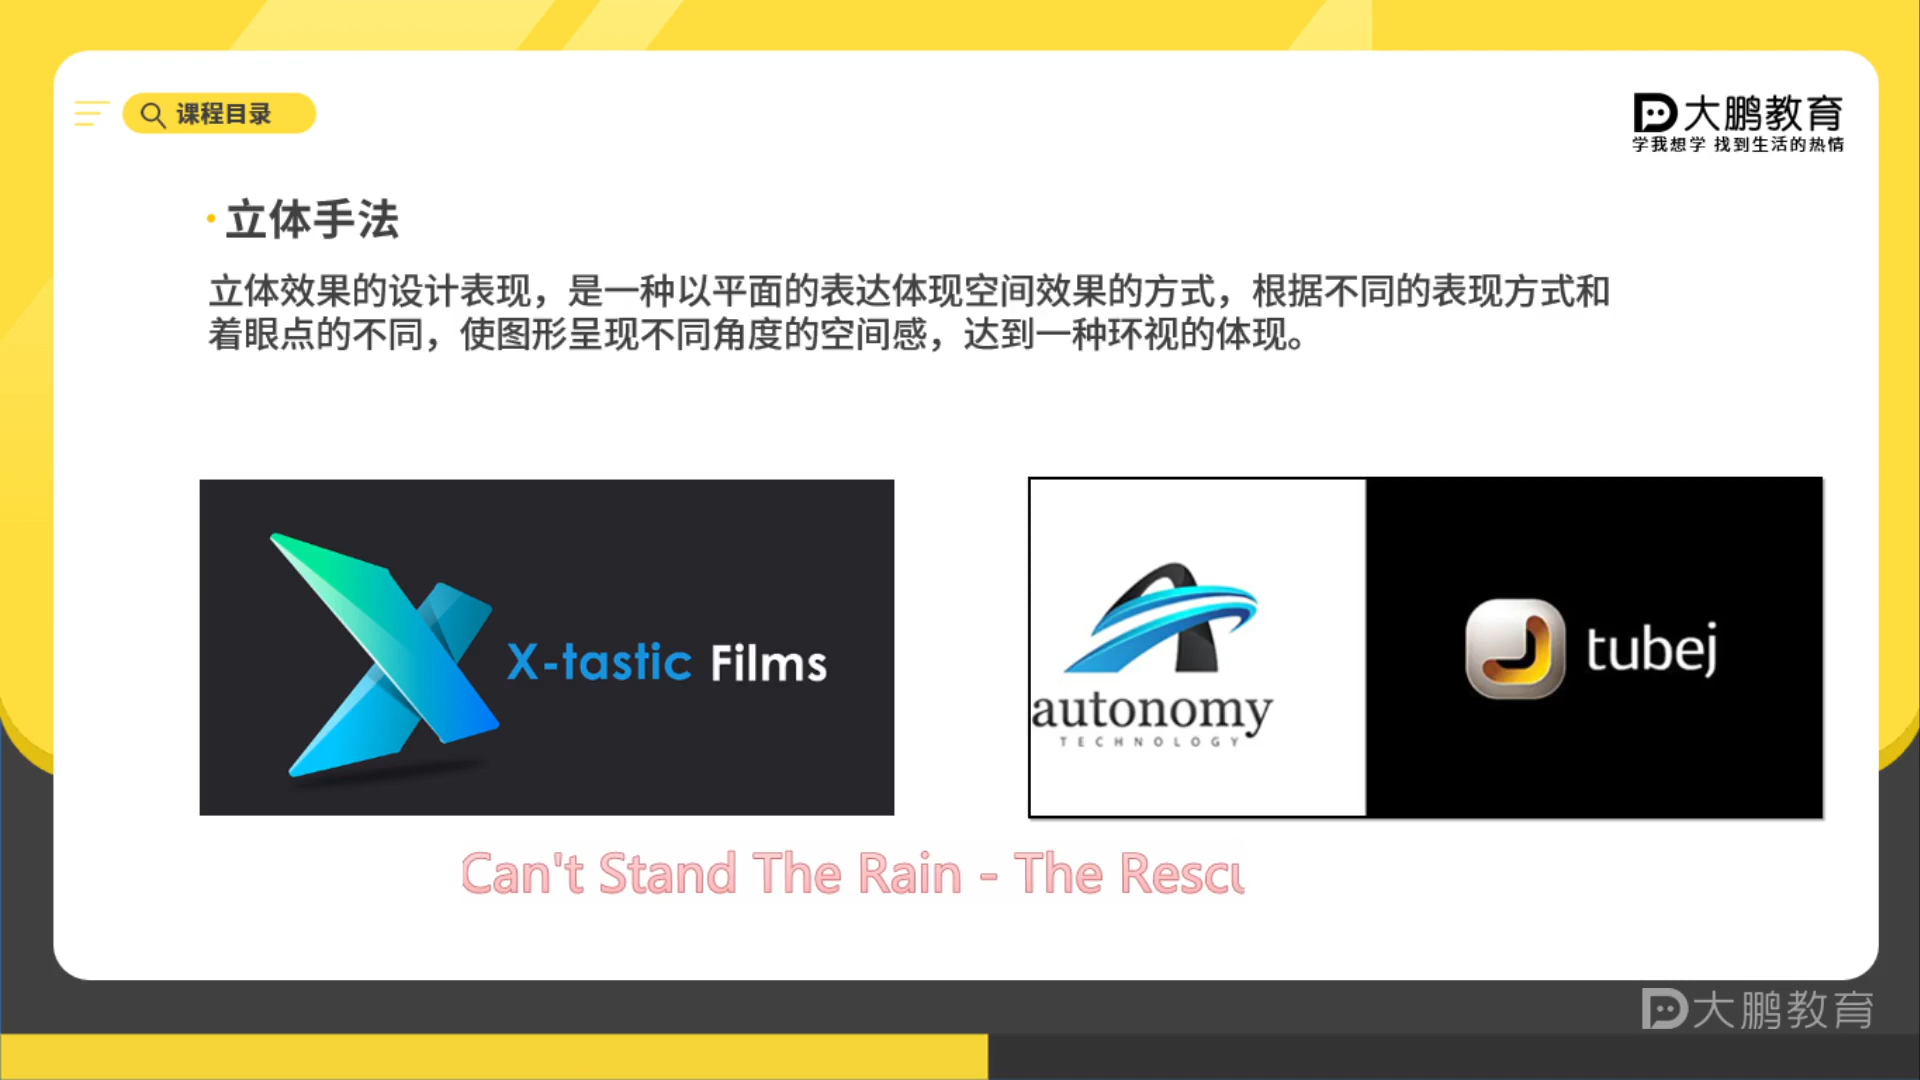 课程目录
大鹏教育
学我想学 找到生活的热情
立体手法
立体效果的设计表现，是一种以平面的表达体现空间效果的方式，根据不同的表现方式和
着眼点的不同，使图形呈现不同角度的空间感，达到一种环视的体现。
X-tastic Films
autonomy
TECHNOLOGY
tubej
Can't Stand The Rain - The Rescu
大鹏教育